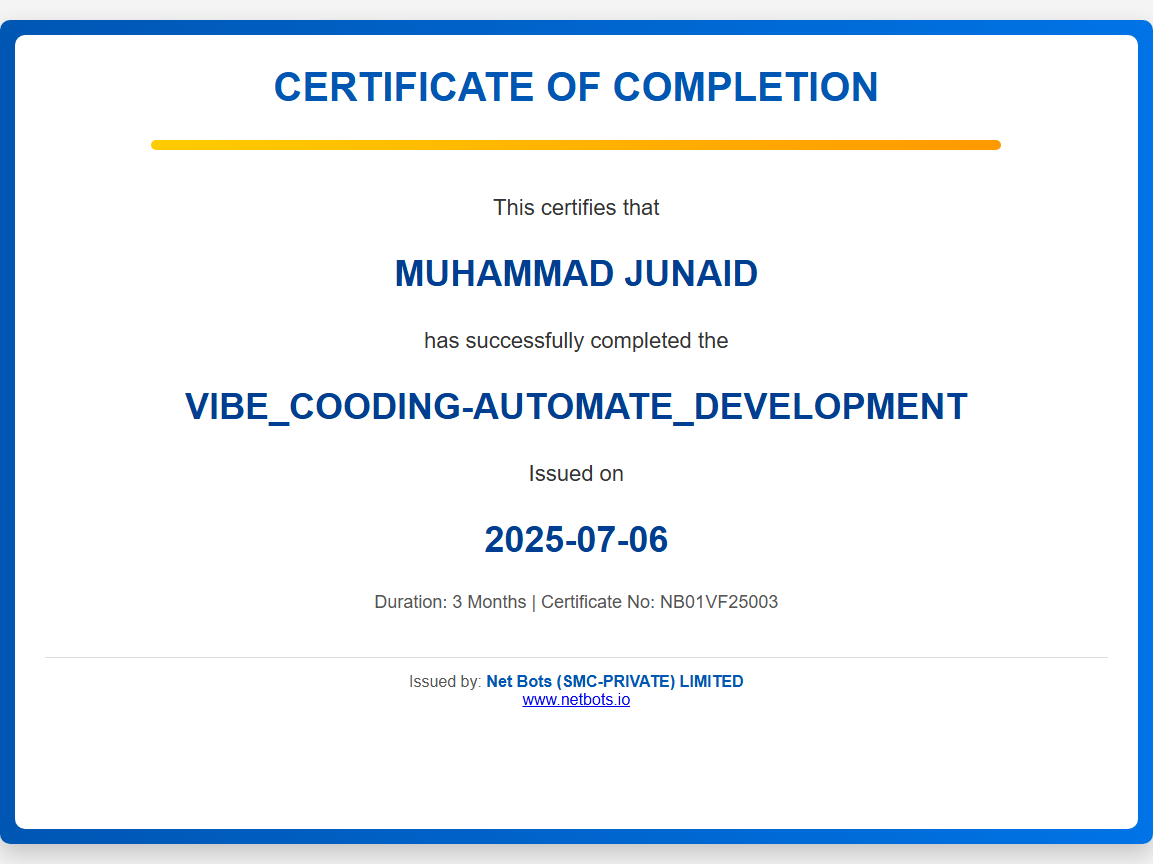 CERTIFICATE OF COMPLETION
This certifies that
MUHAMMAD JUNAID
has successfully completed the
VIBE_COODING-AUTOMATE_DEVELOPMENT
Issued on
2025-07-06
Duration: 3 Months | Certificate No: NB01VF25003
Issued by: Net Bots (SMC-PRIVATE) LIMITED
www.netbots.io